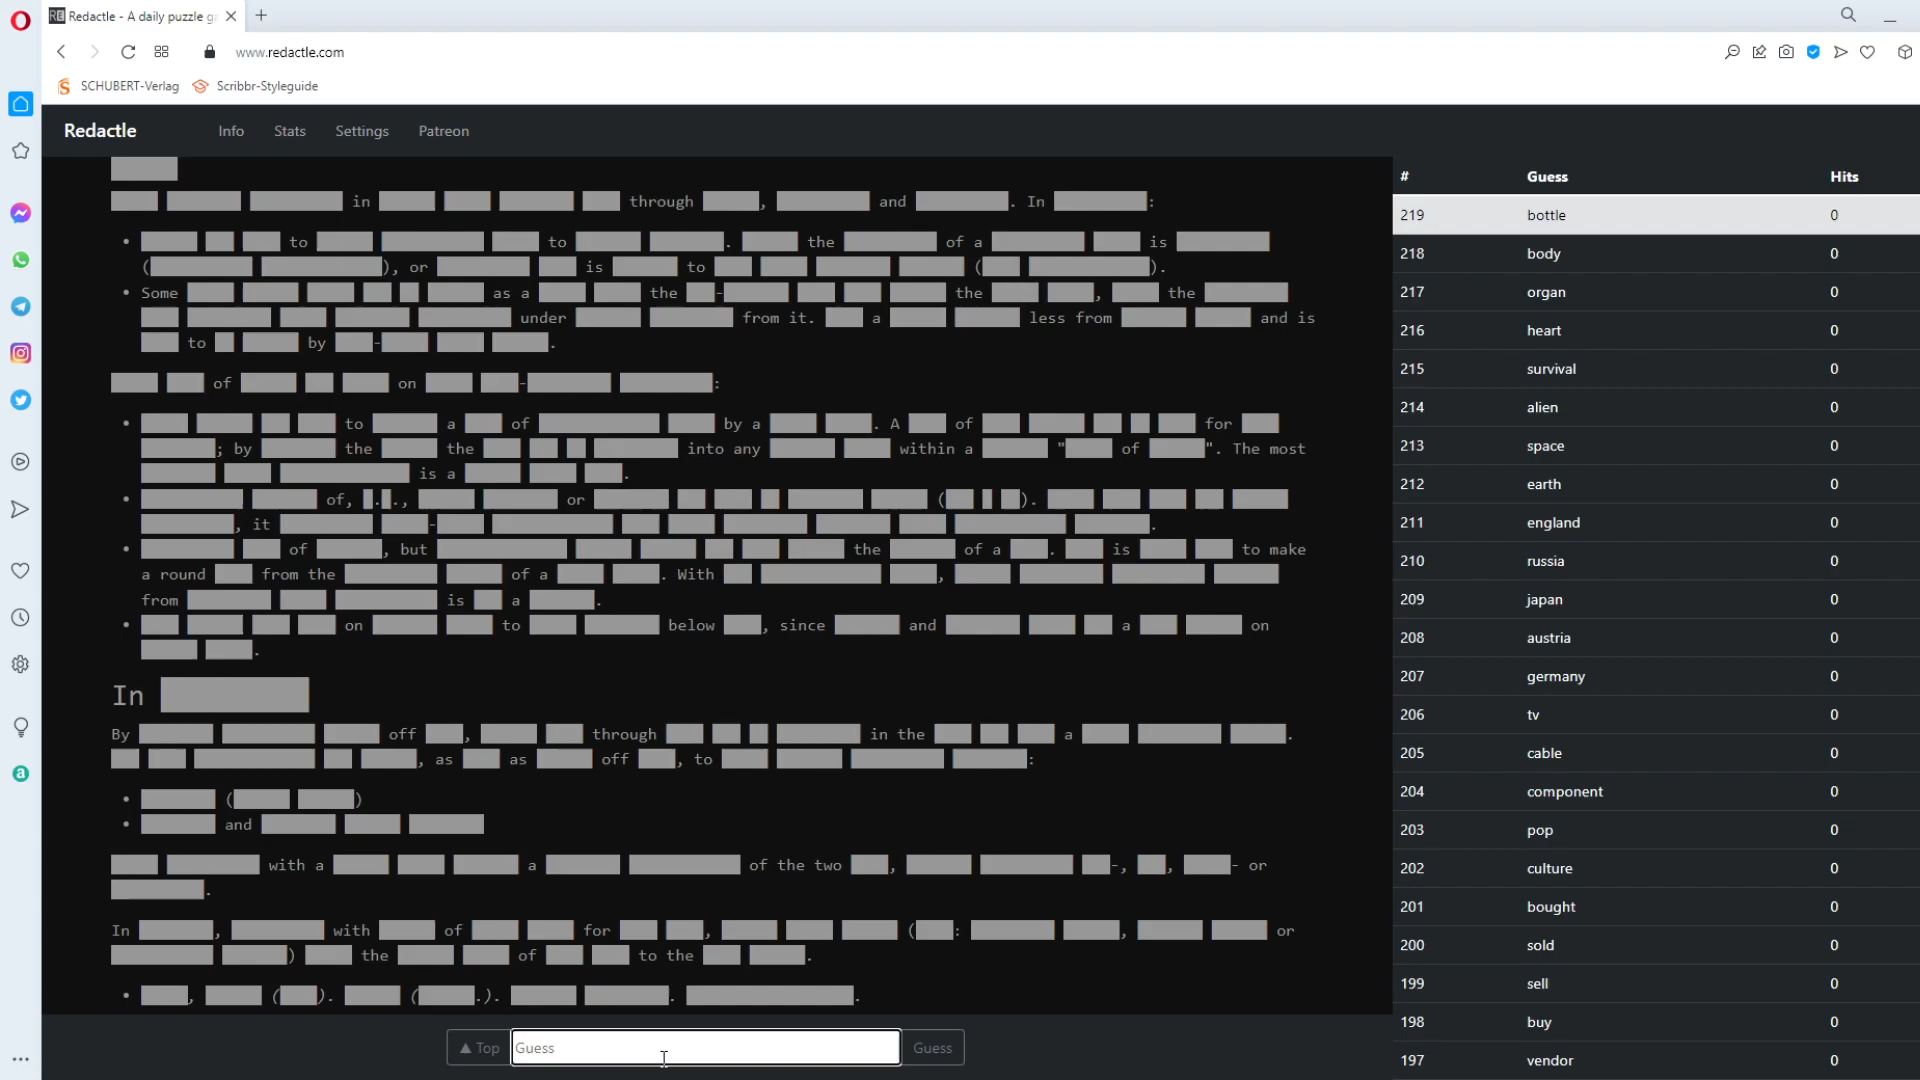 Redactle - A daily puzzle g
www.redactle.com
SCHUBERT-Verlag Scribbr-Styleguide
Redactle Info Stats Settings Patreon
in through , and . In :
to to . the of a is
( ), or is to ( ).
Some as a the - the , the
under from it. a less from and is
to by - .
of on - :
to a of by a . A of for
; by the the into any within a " of ". The most
is a .
of, . ., or ( ).
, it - .
of , but the of a . is to make
a round from the of a . With ,
from is a .
on to below , since and a on
.
In
By off , through in the a .
, as as off , to :
( )
and
with a a of the two , -, , - or
.
In , with of for , ( : , or
) the of to the .
, ( ). ( .). . .
Top Guess Guess
# Guess Hits
219 bottle 0
218 body 0
217 organ 0
216 heart 0
215 survival 0
214 alien 0
213 space 0
212 earth 0
211 england 0
210 russia 0
209 japan 0
208 austria 0
207 germany 0
206 tv 0
205 cable 0
204 component 0
203 pop 0
202 culture 0
201 bought 0
200 sold 0
199 sell 0
198 buy 0
197 vendor 0